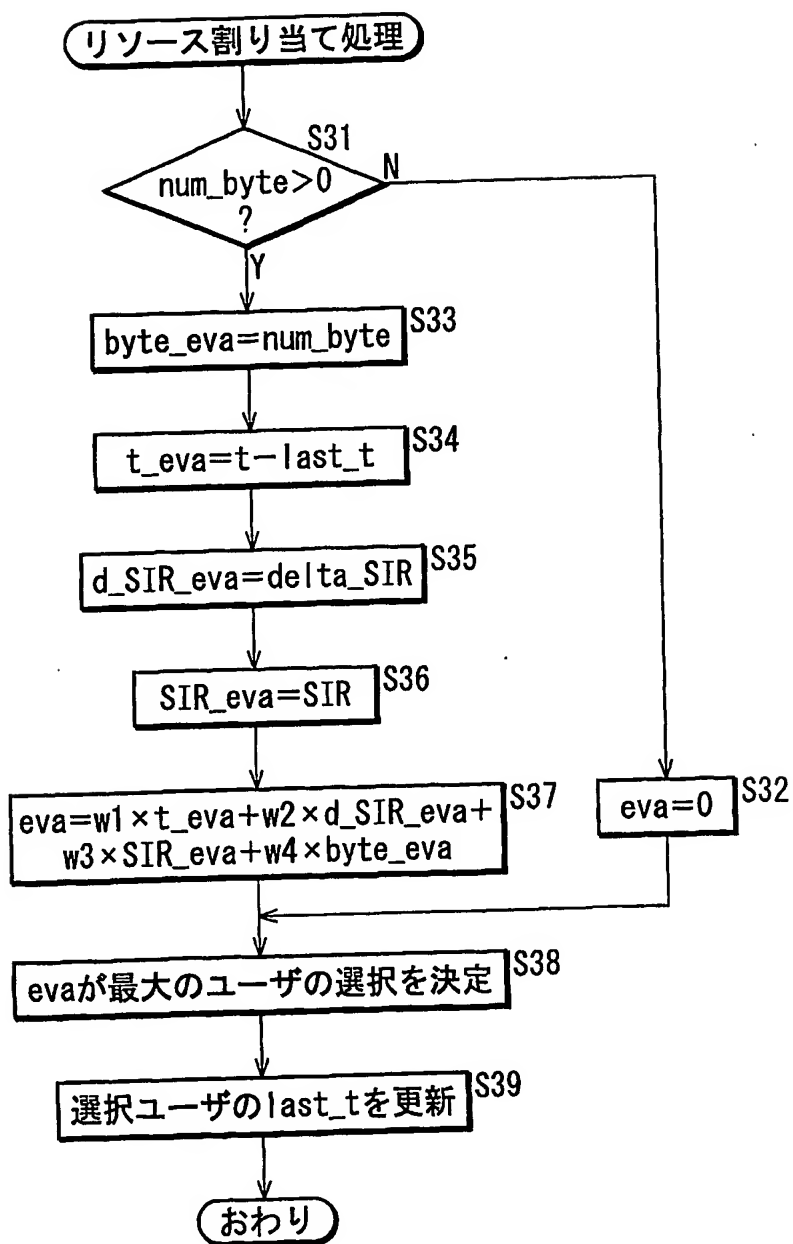 リソース割り当て処理
S31
num_byte>0
?
N
Y
byte_eva=num_byte
S33
t_eva=t−last_t
S34
d_SIR_eva=delta_SIR
S35
SIR_eva=SIR
S36
eva=w1×t_eva+w2×d_SIR_eva+
w3×SIR_eva+w4×byte_eva
S37
eva=0
S32
evaが最大のユーザの選択を決定
S38
選択ユーザのlast_tを更新
S39
おわり